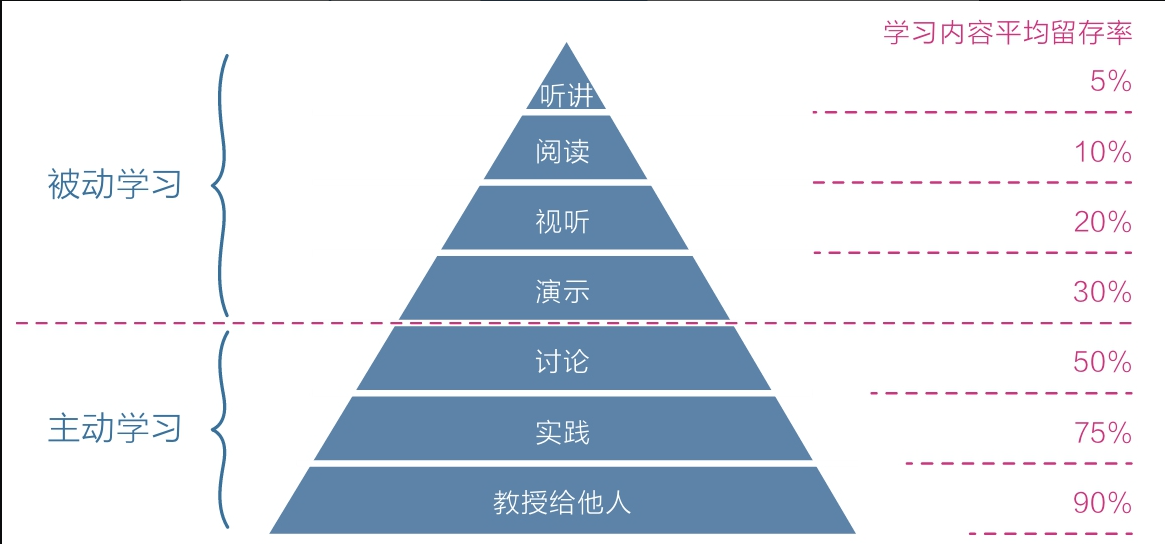 学习内容平均留存率
听讲
5%
阅读
10%
被动学习
视听
20%
演示
30%
讨论
50%
主动学习
实践
75%
教授给他人
90%